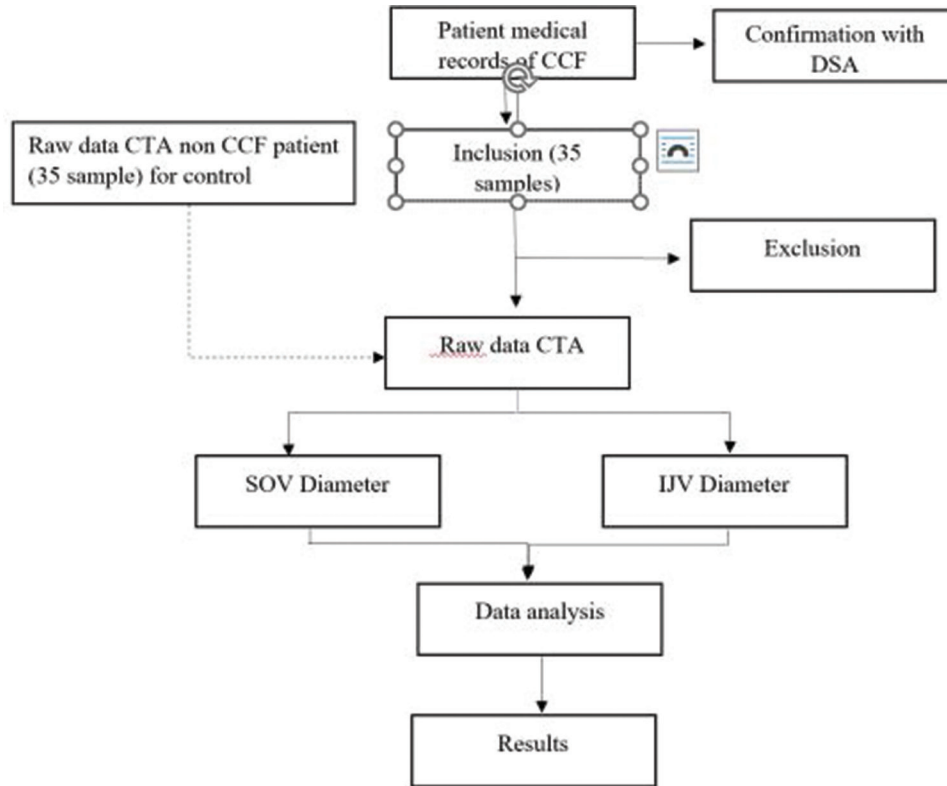 Patient medical
records of CCF
Confirmation with
DSA
Raw data CTA non CCF patient
(35 sample) for control
Inclusion (35
samples)
Exclusion
Raw data CTA
SOV Diameter
IJV Diameter
Data analysis
Results